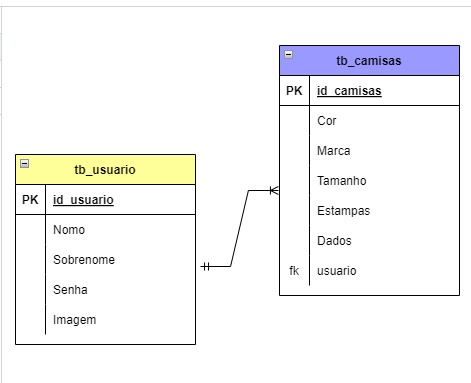 tb_camisas
PK id_camisas
Cor
Marca
Tamanho
Estampas
Dados
fk usuario
tb_usuario
PK id_usuario
Nomo
Sobrenome
Senha
Imagem